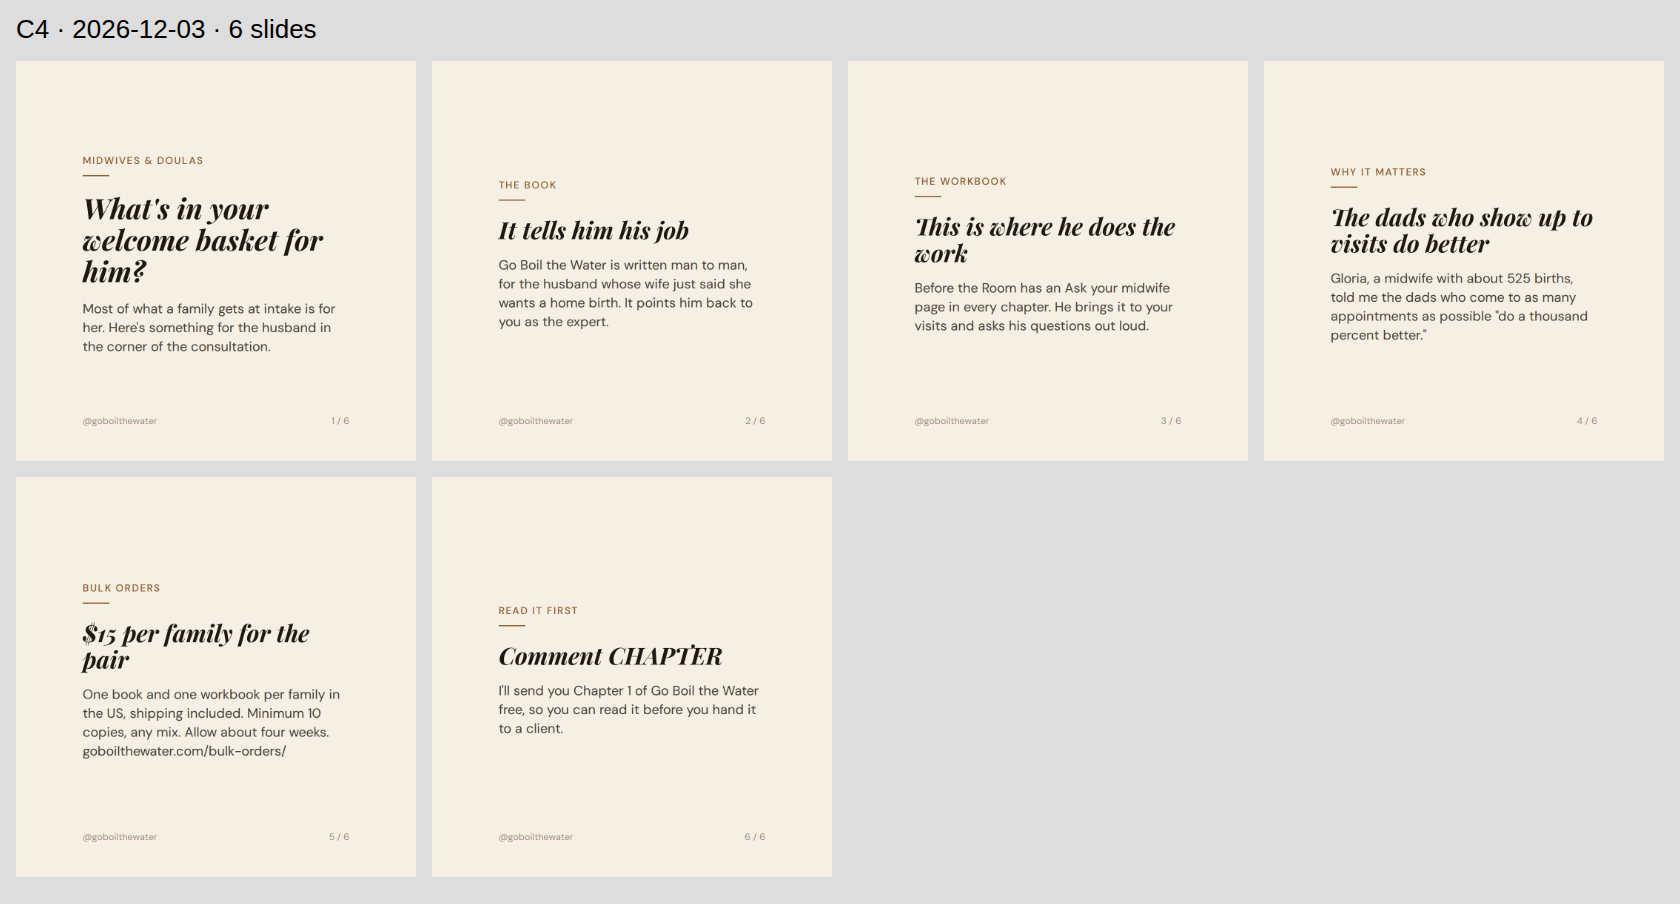 C4 · 2026-12-03 · 6 slides
MIDWIVES & DOULAS
What's in your
welcome basket for
him?
Most of what a family gets at intake is for
her. Here's something for the husband in
the corner of the consultation.
@goboilthewater
1 / 6
THE BOOK
It tells him his job
Go Boil the Water is written man to man,
for the husband whose wife just said she
wants a home birth. It points him back to
you as the expert.
@goboilthewater
2 / 6
THE WORKBOOK
This is where he does the
work
Before the Room has an Ask your midwife
page in every chapter. He brings it to your
visits and asks his questions out loud.
@goboilthewater
3 / 6
WHY IT MATTERS
The dads who show up to
visits do better
Gloria, a midwife with about 525 births,
told me the dads who come to as many
appointments as possible "do a thousand
percent better."
@goboilthewater
4 / 6
BULK ORDERS
$15 per family for the
pair
One book and one workbook per family in
the US, shipping included. Minimum 10
copies, any mix. Allow about four weeks.
goboilthewater.com/bulk-orders/
@goboilthewater
5 / 6
READ IT FIRST
Comment CHAPTER
I'll send you Chapter 1 of Go Boil the Water
free, so you can read it before you hand it
to a client.
@goboilthewater
6 / 6